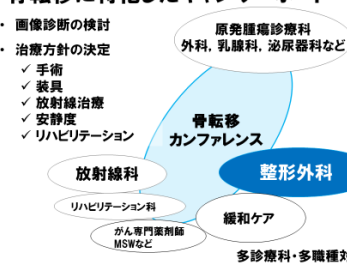 ・ 画像診断の検討
・ 治療方針の決定
✓ 手術
✓ 装具
✓ 放射線治療
✓ 安静度
✓ リハビリテーション
原発腫瘍診療科
外科, 乳腺科, 泌尿器科など
骨転移
カンファレンス
放射線科
整形外科
リハビリテーション科
緩和ケア
がん専門薬剤師
MSWなど
多診療科・多職種